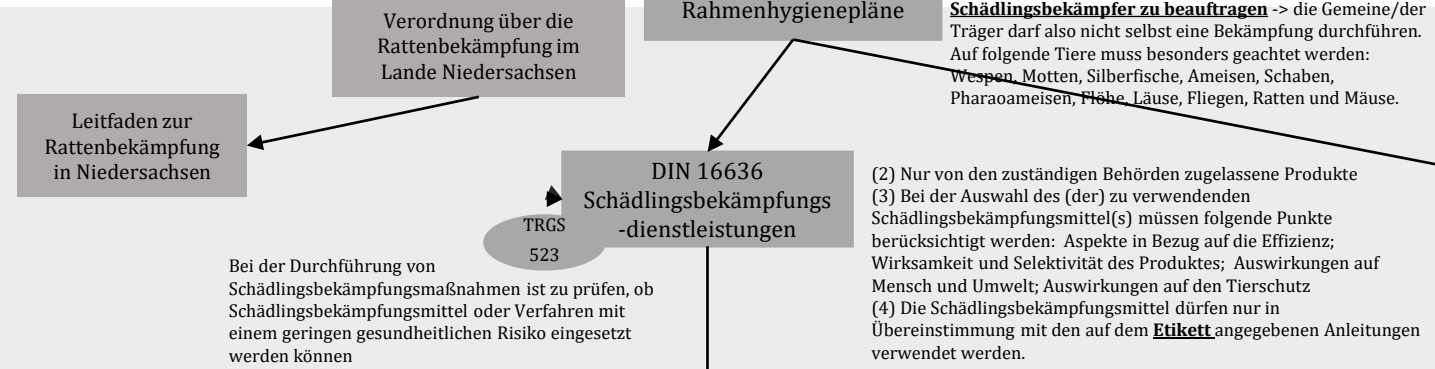 Verordnung über die
Rattenbekämpfung im
Lande Niedersachsen
Rahmenhygienepläne
Schädlingsbekämpfer zu beauftragen -> die Gemeine/der
Träger darf also nicht selbst eine Bekämpfung durchführen.
Auf folgende Tiere muss besonders geachtet werden:
Wespen, Motten, Silberfische, Ameisen, Schaben,
Pharaoameisen, Flöhe, Läuse, Fliegen, Ratten und Mäuse.
Leitfaden zur
Rattenbekämpfung
in Niedersachsen
DIN 16636
Schädlingsbekämpfungs
-dienstleistungen
TRGS
523
(2) Nur von den zuständigen Behörden zugelassene Produkte
(3) Bei der Auswahl des (der) zu verwendenden
Schädlingsbekämpfungsmittel(s) müssen folgende Punkte
berücksichtigt werden: Aspekte in Bezug auf die Effizienz;
Wirksamkeit und Selektivität des Produktes; Auswirkungen auf
Mensch und Umwelt; Auswirkungen auf den Tierschutz
(4) Die Schädlingsbekämpfungsmittel dürfen nur in
Übereinstimmung mit den auf dem Etikett angegebenen Anleitungen
verwendet werden.
Bei der Durchführung von
Schädlingsbekämpfungsmaßnahmen ist zu prüfen, ob
Schädlingsbekämpfungsmittel oder Verfahren mit
einem geringen gesundheitlichen Risiko eingesetzt
werden können